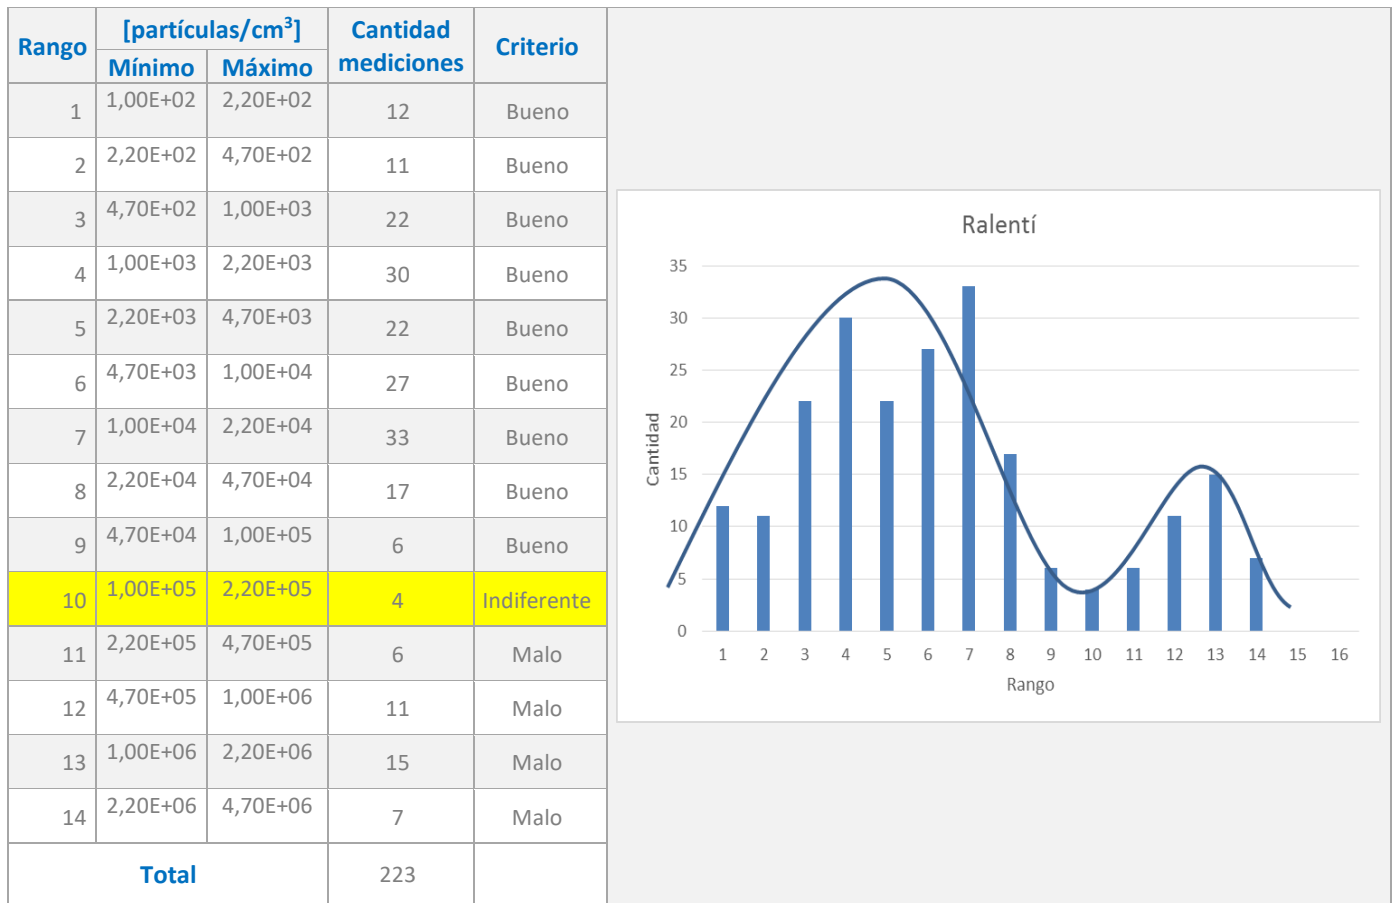 Rango [partículas/cm³] Cantidad mediciones Criterio
Mínimo Máximo
1 1,00E+02 2,20E+02 12 Bueno
2 2,20E+02 4,70E+02 11 Bueno
3 4,70E+02 1,00E+03 22 Bueno
4 1,00E+03 2,20E+03 30 Bueno
5 2,20E+03 4,70E+03 22 Bueno
6 4,70E+03 1,00E+04 27 Bueno
7 1,00E+04 2,20E+04 33 Bueno
8 2,20E+04 4,70E+04 17 Bueno
9 4,70E+04 1,00E+05 6 Bueno
10 1,00E+05 2,20E+05 4 Indiferente
11 2,20E+05 4,70E+05 6 Malo
12 4,70E+05 1,00E+06 11 Malo
13 1,00E+06 2,20E+06 15 Malo
14 2,20E+06 4,70E+06 7 Malo
Total 223
Ralentí
Cantidad
35
30
25
20
15
10
5
0
1 2 3 4 5 6 7 8 9 10 11 12 13 14 15 16
Rango